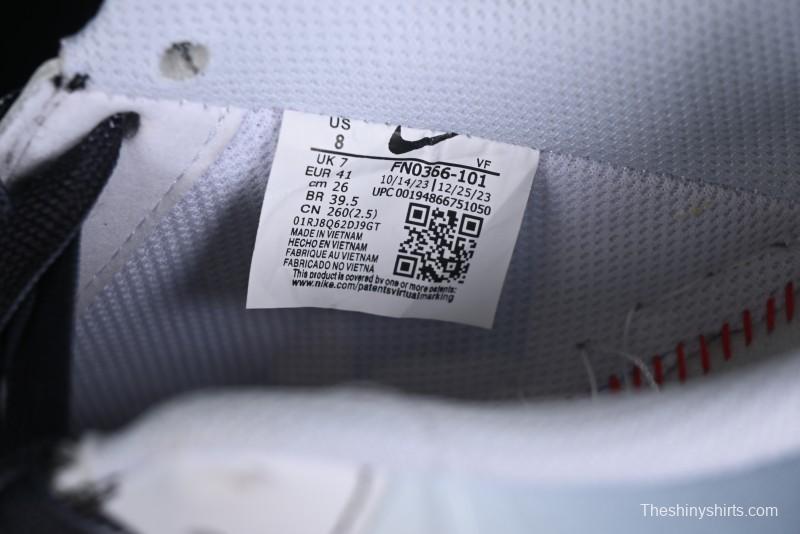 US
8
UK 7
EUR 41
cm 26
BR 39.5
CN 260(2.5)
01RJ8Q62DJ9GT
MADE IN VIETNAM
HECHO EN VIETNAM
FABRIQUE AU VIETNAM
FABRICADO NO VIETNA
VF
FN0366-101
10/14/23 | 12/25/23
UPC 00194866751050
This product is covered by one or more patents:
www.nike.com/patentsvirtualmarking
Theshinyshirts.com